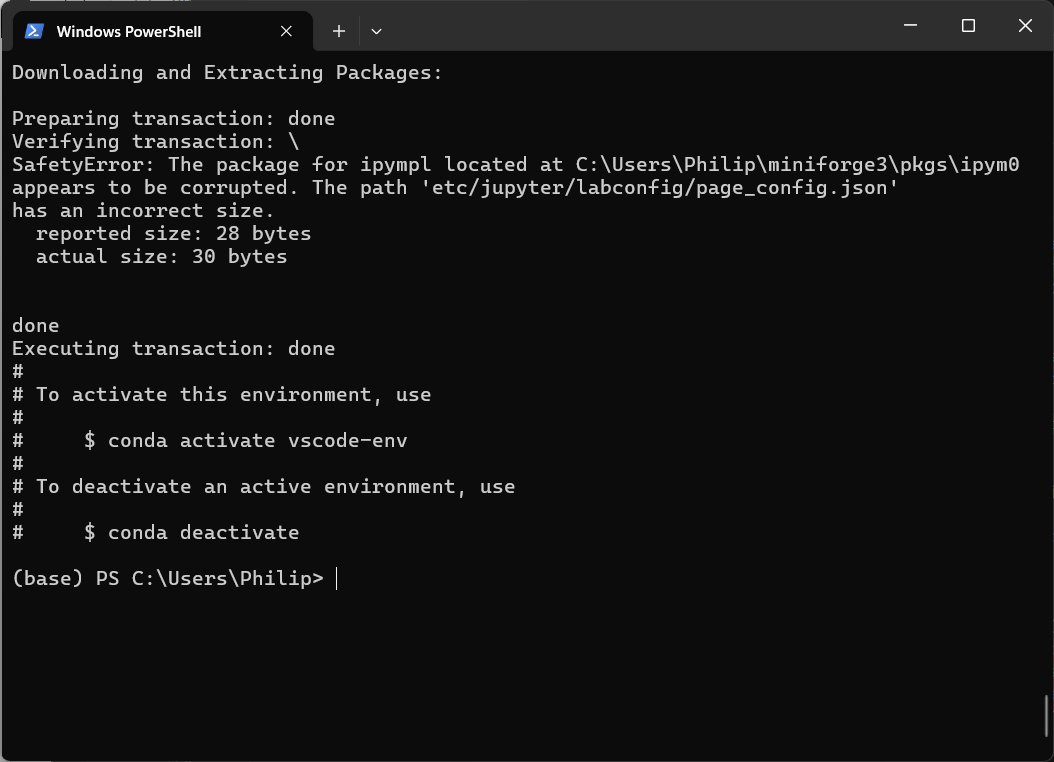 Windows PowerShell
Downloading and Extracting Packages:
Preparing transaction: done
Verifying transaction: \
SafetyError: The package for ipympl located at C:\Users\Philip\miniforge3\pkgs\ipym0
appears to be corrupted. The path 'etc/jupyter/labconfig/page_config.json'
has an incorrect size.
  reported size: 28 bytes
  actual size: 30 bytes
done
Executing transaction: done
#
# To activate this environment, use
#
#     $ conda activate vscode-env
#
# To deactivate an active environment, use
#
#     $ conda deactivate
(base) PS C:\Users\Philip>